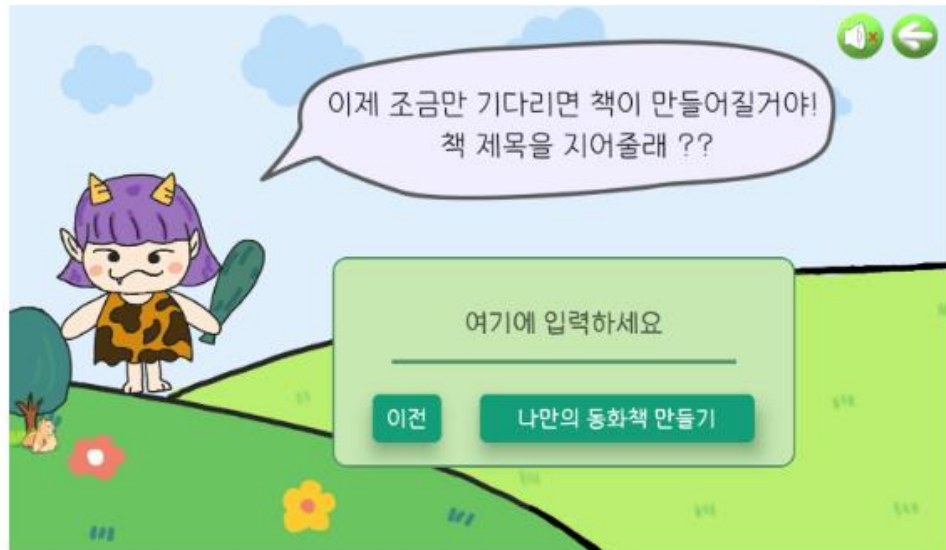 이제 조금만 기다리면 책이 만들어질거야!
책 제목을 지어줄래 ??
여기에 입력하세요
이전
나만의 동화책 만들기